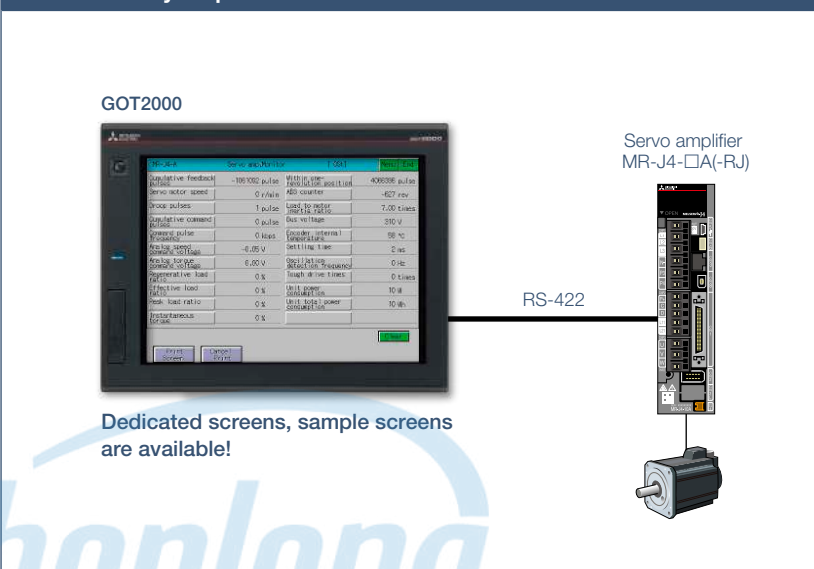 GOT2000
Servo amplifier
MR-J4-□A(-RJ)
MR-J4-A Servo amp.Monitor
Cumulative feedback pulses pulse Within one-revolution position pulse
Servo motor speed 0 r/min ABS counter -627 rev
Droop pulses 1 pulse Load to motor inertia ratio 7.00 times
Cumulative command pulses 0 pulse Bus voltage 310 V
Command pulse frequency 0 kbps Encoder internal temperature
Analog speed command voltage -0.05 V Settling time 2 ms
Analog torque command voltage Oscillation detection frequency 0 Hz
Regenerative load ratio 0 % Tough drive times 0 times
Effective load ratio 0 % Unit power consumption 10 W
Peak load ratio 0 % Unit total power consumption 10 Wh
Instantaneous torque 0 %
Clear
Print Screen Cancel Print
RS-422
Dedicated screens, sample screens
are available!
honlong